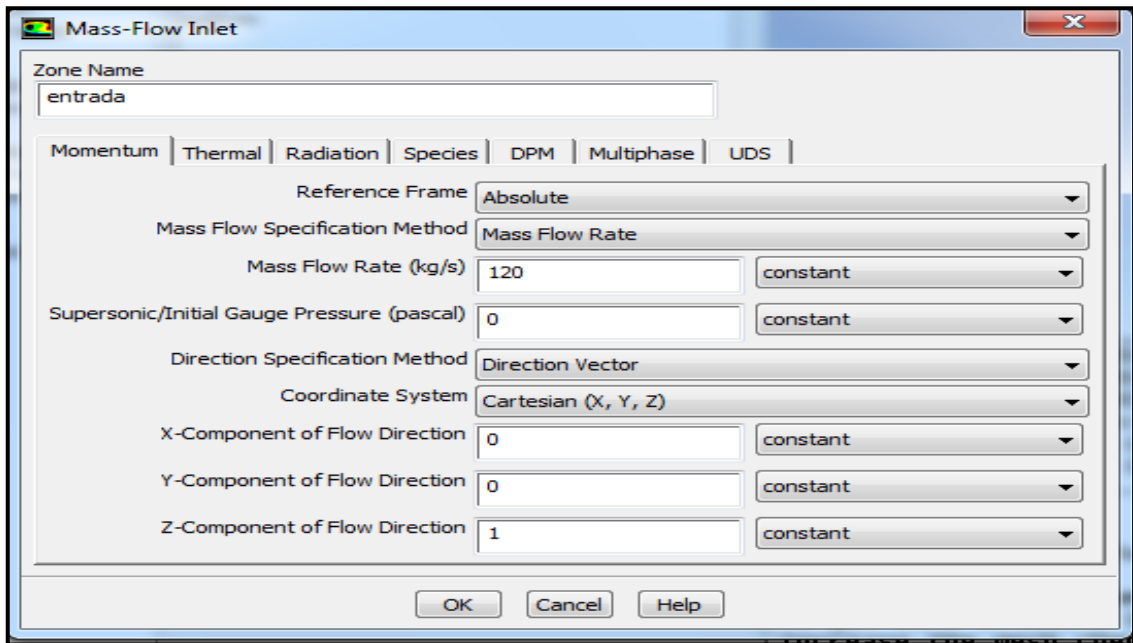 Mass-Flow Inlet
Zone Name
entrada
Momentum Thermal Radiation Species DPM Multiphase UDS
Reference Frame Absolute
Mass Flow Specification Method Mass Flow Rate
Mass Flow Rate (kg/s) 120 constant
Supersonic/Initial Gauge Pressure (pascal) 0 constant
Direction Specification Method Direction Vector
Coordinate System Cartesian (X, Y, Z)
X-Component of Flow Direction 0 constant
Y-Component of Flow Direction 0 constant
Z-Component of Flow Direction 1 constant
OK Cancel Help